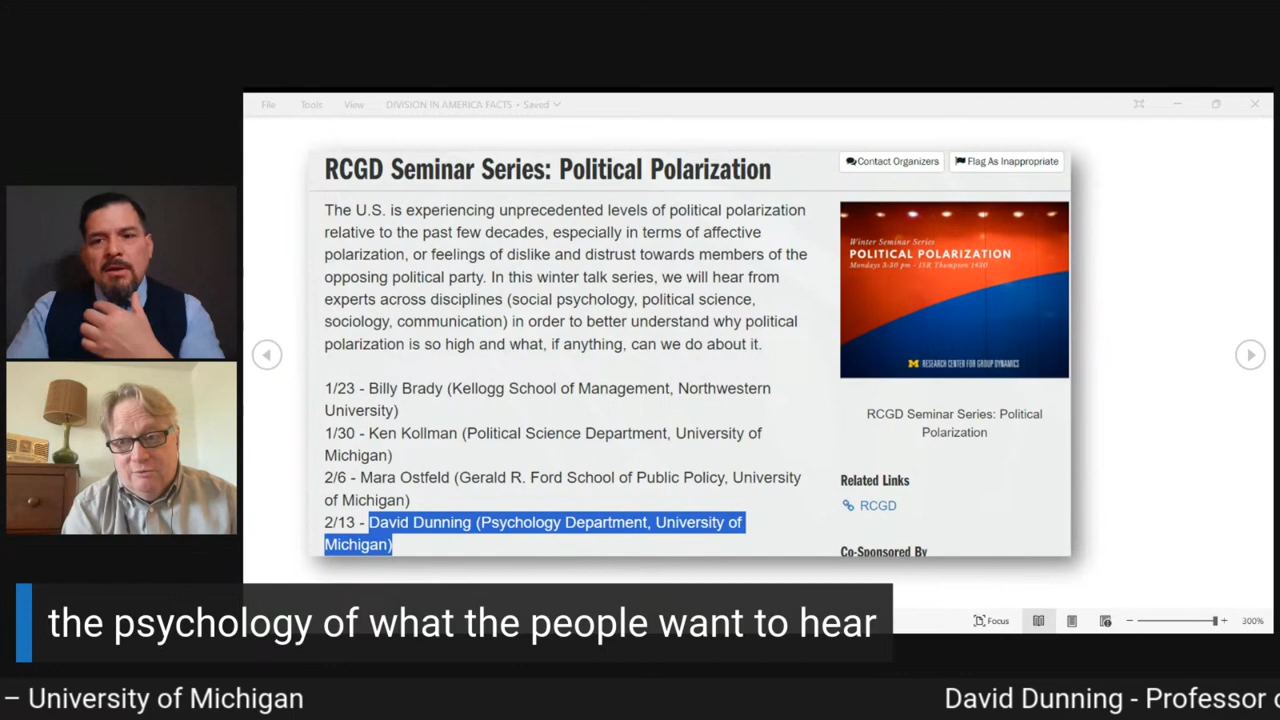 File Tools View DIVISION IN AMERICA FACTS • Saved
RCGD Seminar Series: Political Polarization
Contact Organizers
Flag As Inappropriate
The U.S. is experiencing unprecedented levels of political polarization
relative to the past few decades, especially in terms of affective
polarization, or feelings of dislike and distrust towards members of the
opposing political party. In this winter talk series, we will hear from
experts across disciplines (social psychology, political science,
sociology, communication) in order to better understand why political
polarization is so high and what, if anything, can we do about it.
1/23 - Billy Brady (Kellogg School of Management, Northwestern
University)
1/30 - Ken Kollman (Political Science Department, University of
Michigan)
2/6 - Mara Ostfeld (Gerald R. Ford School of Public Policy, University
of Michigan)
2/13 - David Dunning (Psychology Department, University of
Michigan)
Winter Seminar Series
POLITICAL POLARIZATION
Mondays 3:30 pm - ISR Thompson 1430
M RESEARCH CENTER FOR GROUP DYNAMICS
RCGD Seminar Series: Political
Polarization
Related Links
RCGD
Co-Sponsored By
the psychology of what the people want to hear
Focus
300%
– University of Michigan
David Dunning - Professor